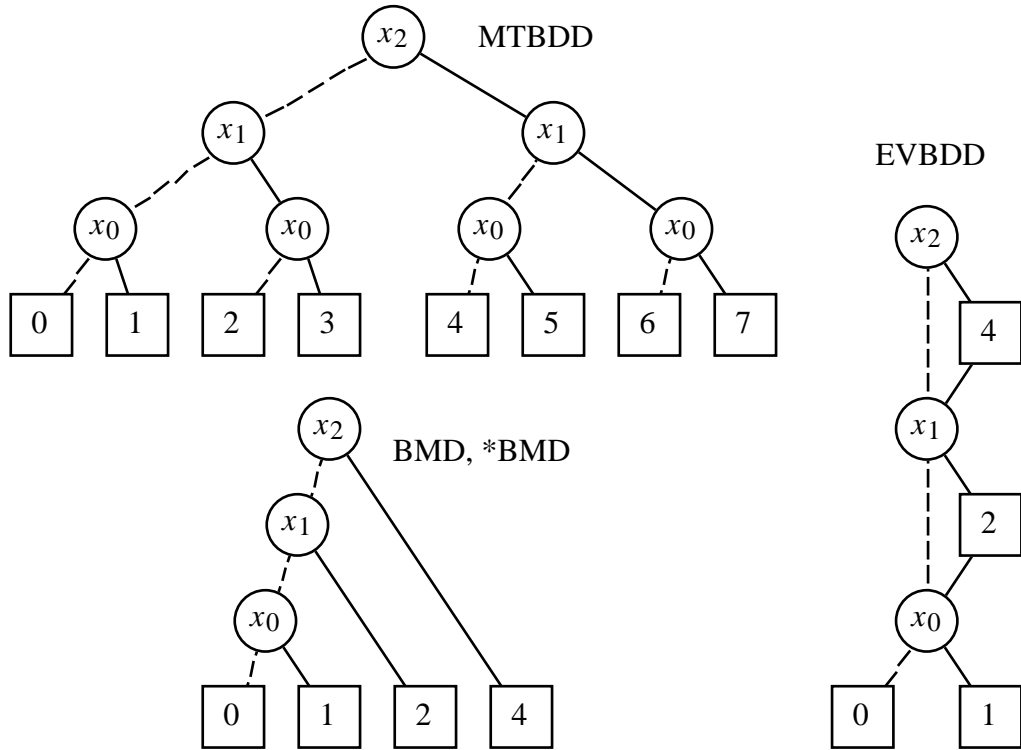 x2 MTBDD
x1 x1
x0 x0 x0 x0
0 1 2 3 4 5 6 7
x2 BMD, *BMD
x1
x0
0 1 2 4
EVBDD
x2
4
x1
2
x0
0 1